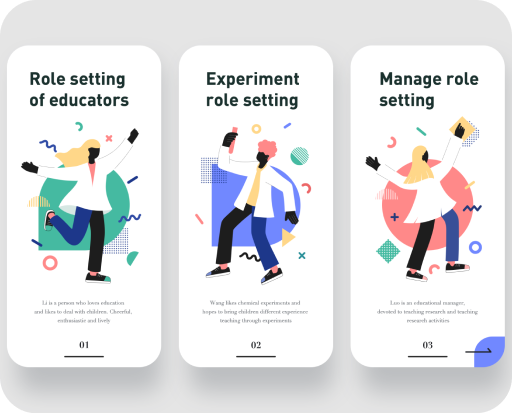 Role setting
of educators
Li is a person who loves education
and likes to deal with children. Cheerful,
enthusiastic and lively
01
Experiment
role setting
Wang likes chemical experiments and
hopes to bring children different experience
teaching through experiments
02
Manage role
setting
Luo is an educational manager,
devoted to teaching research and teaching
research activities
03